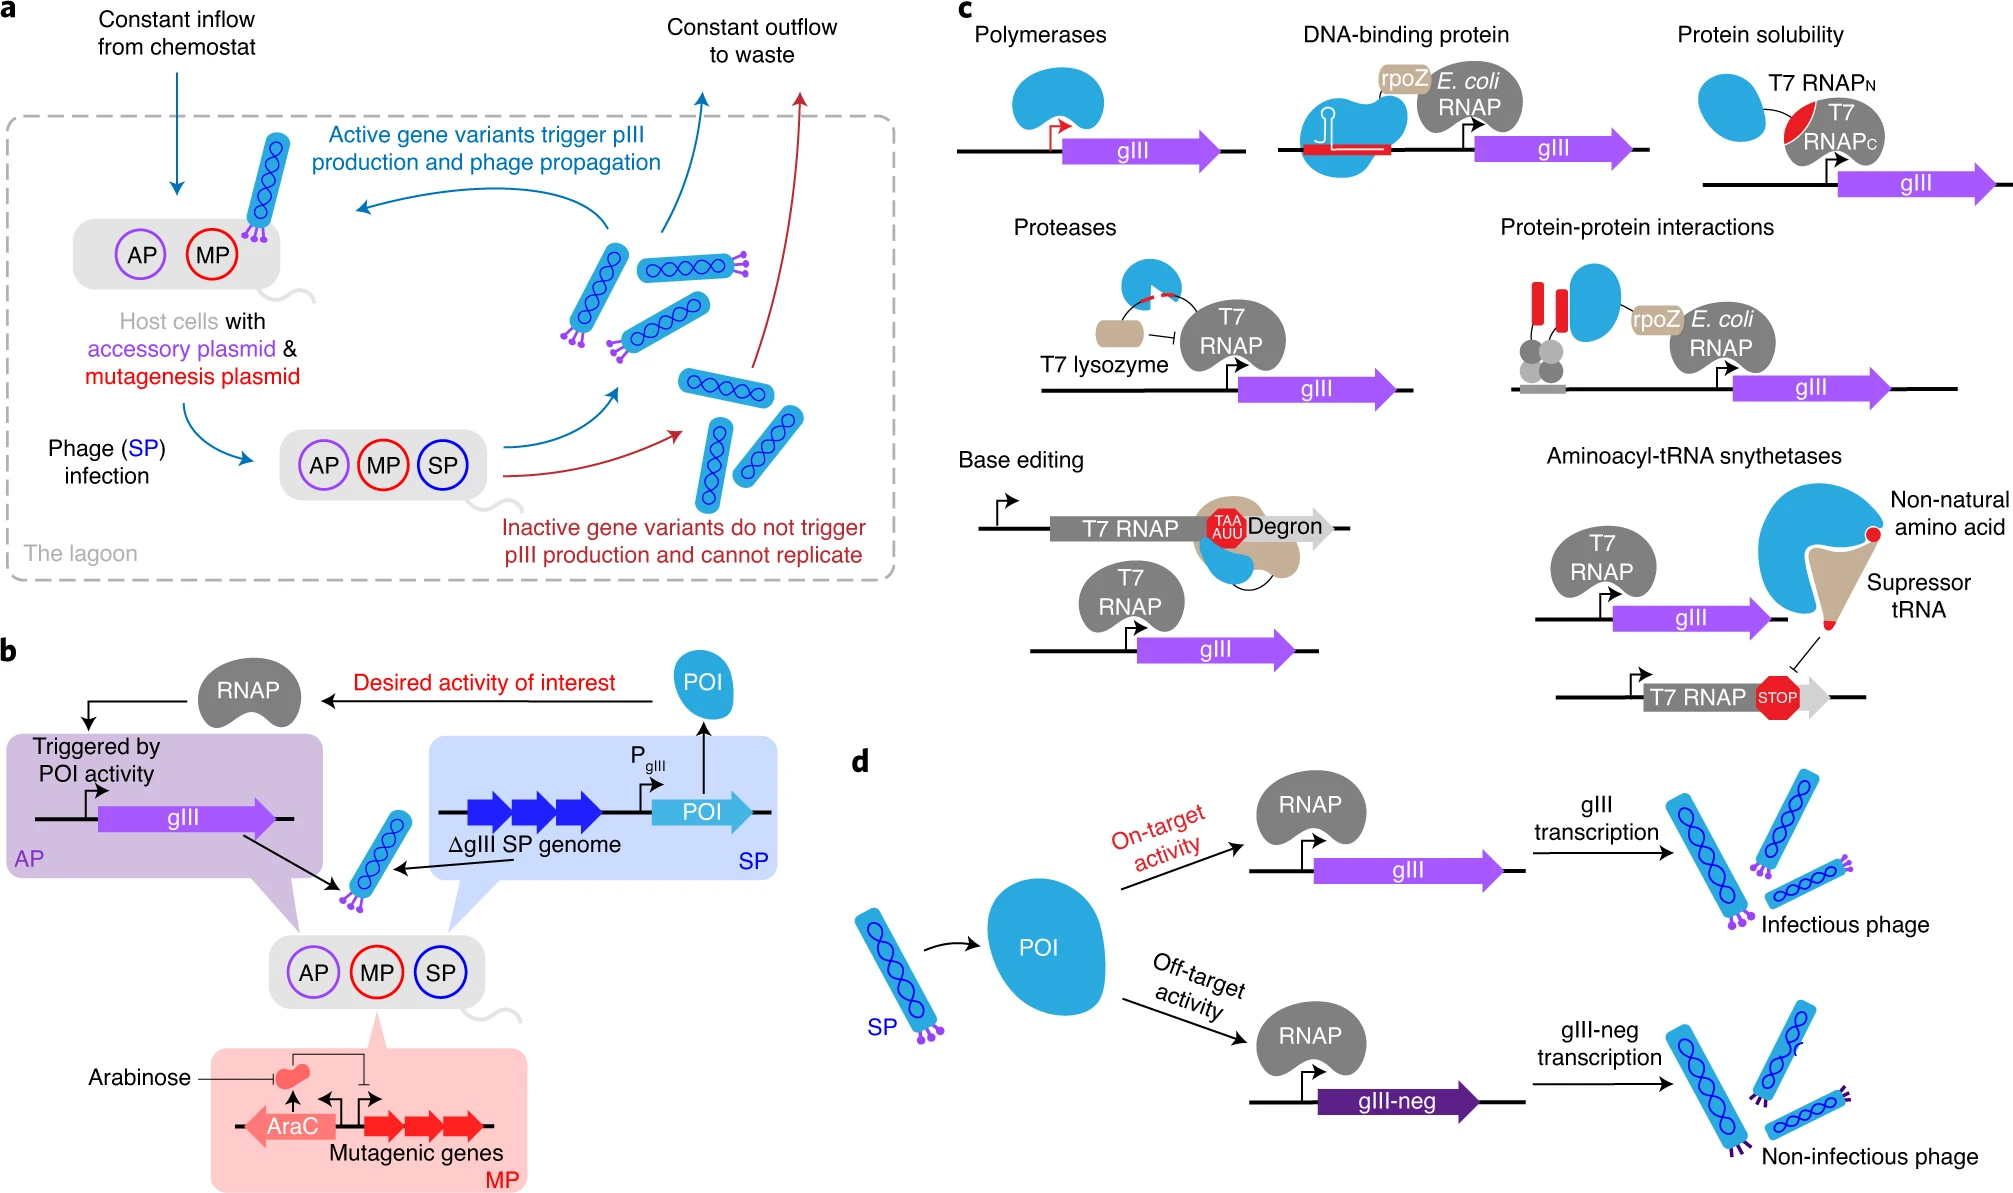 a
Constant inflow
from chemostat
Constant outflow
to waste
Active gene variants trigger pIII
production and phage propagation
AP
MP
Host cells with
accessory plasmid &
mutagenesis plasmid
Phage (SP)
infection
AP
MP
SP
Inactive gene variants do not trigger
pIII production and cannot replicate
The lagoon
b
RNAP
Desired activity of interest
POI
Triggered by
POI activity
gIII
AP
PgIII
POI
ΔgIII SP genome
SP
AP
MP
SP
Arabinose
AraC
Mutagenic genes
MP
c
Polymerases
gIII
DNA-binding protein
rpoZ
E. coli
RNAP
gIII
Protein solubility
T7 RNAPN
T7
RNAPC
gIII
Proteases
T7
RNAP
T7 lysozyme
gIII
Protein-protein interactions
rpoZ
E. coli
RNAP
gIII
Base editing
T7 RNAP
TAA
AUU
Degron
T7
RNAP
gIII
Aminoacyl-tRNA snythetases
Non-natural
amino acid
T7
RNAP
Supressor
tRNA
gIII
T7 RNAP
STOP
d
SP
POI
On-target
activity
RNAP
gIII
gIII
transcription
Infectious phage
Off-target
activity
RNAP
gIII-neg
gIII-neg
transcription
Non-infectious phage